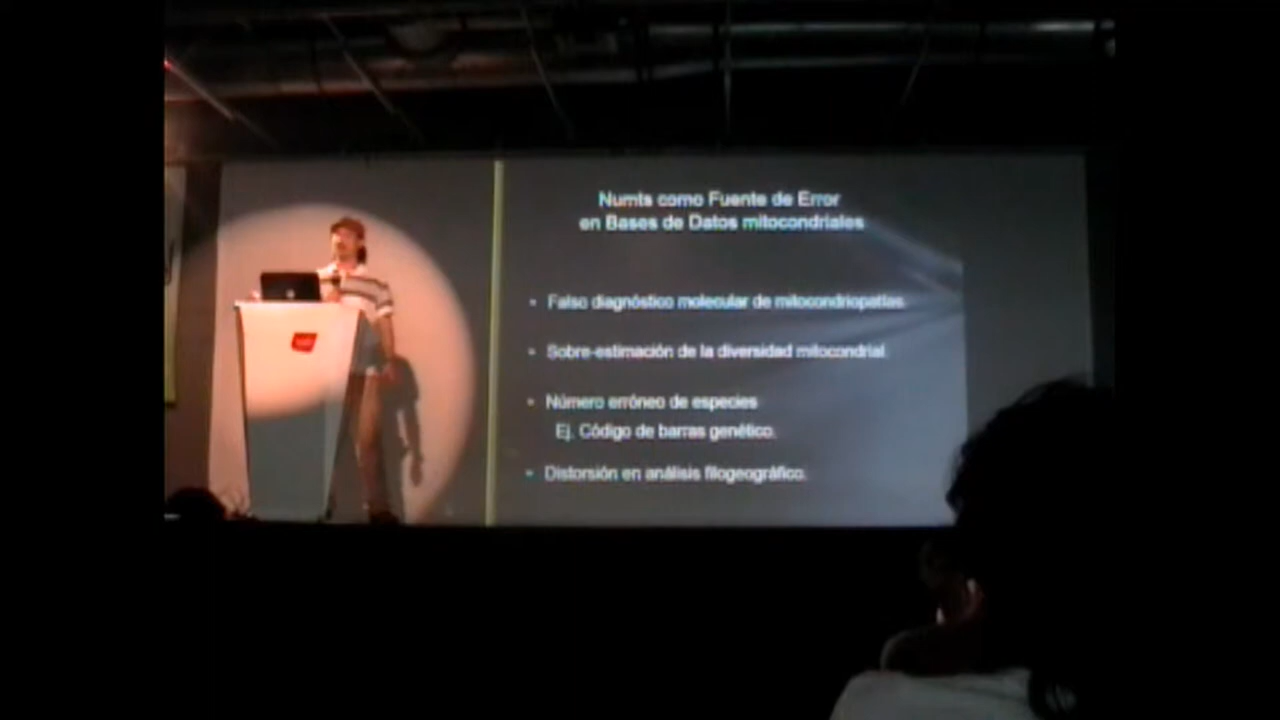 Numts como Fuente de Error
en Bases de Datos mitocondriales
• Falso diagnóstico molecular de mitocondriopatías.
• Sobre-estimación de la diversidad mitocondrial.
• Número erróneo de especies
Ej. Código de barras genético.
• Distorsión en análisis filogeográfico.